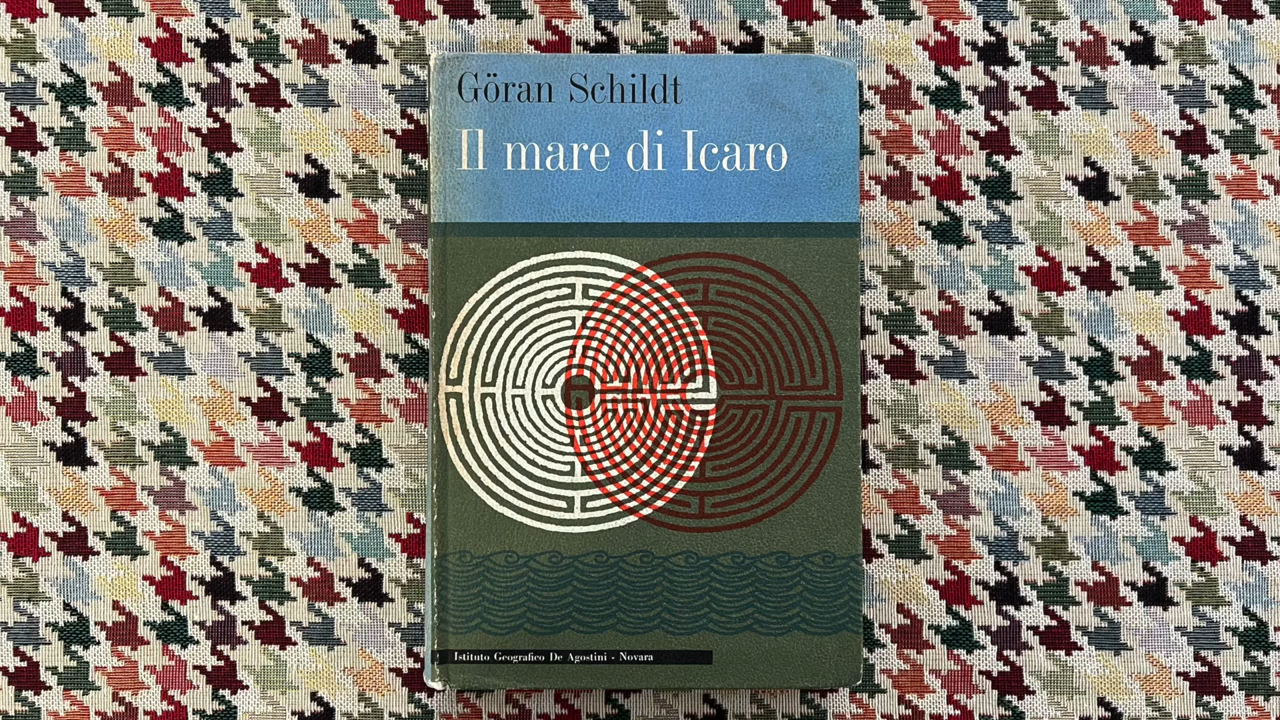 Göran Schildt
Il mare di Icaro
Istituto Geografico De Agostini - Novara